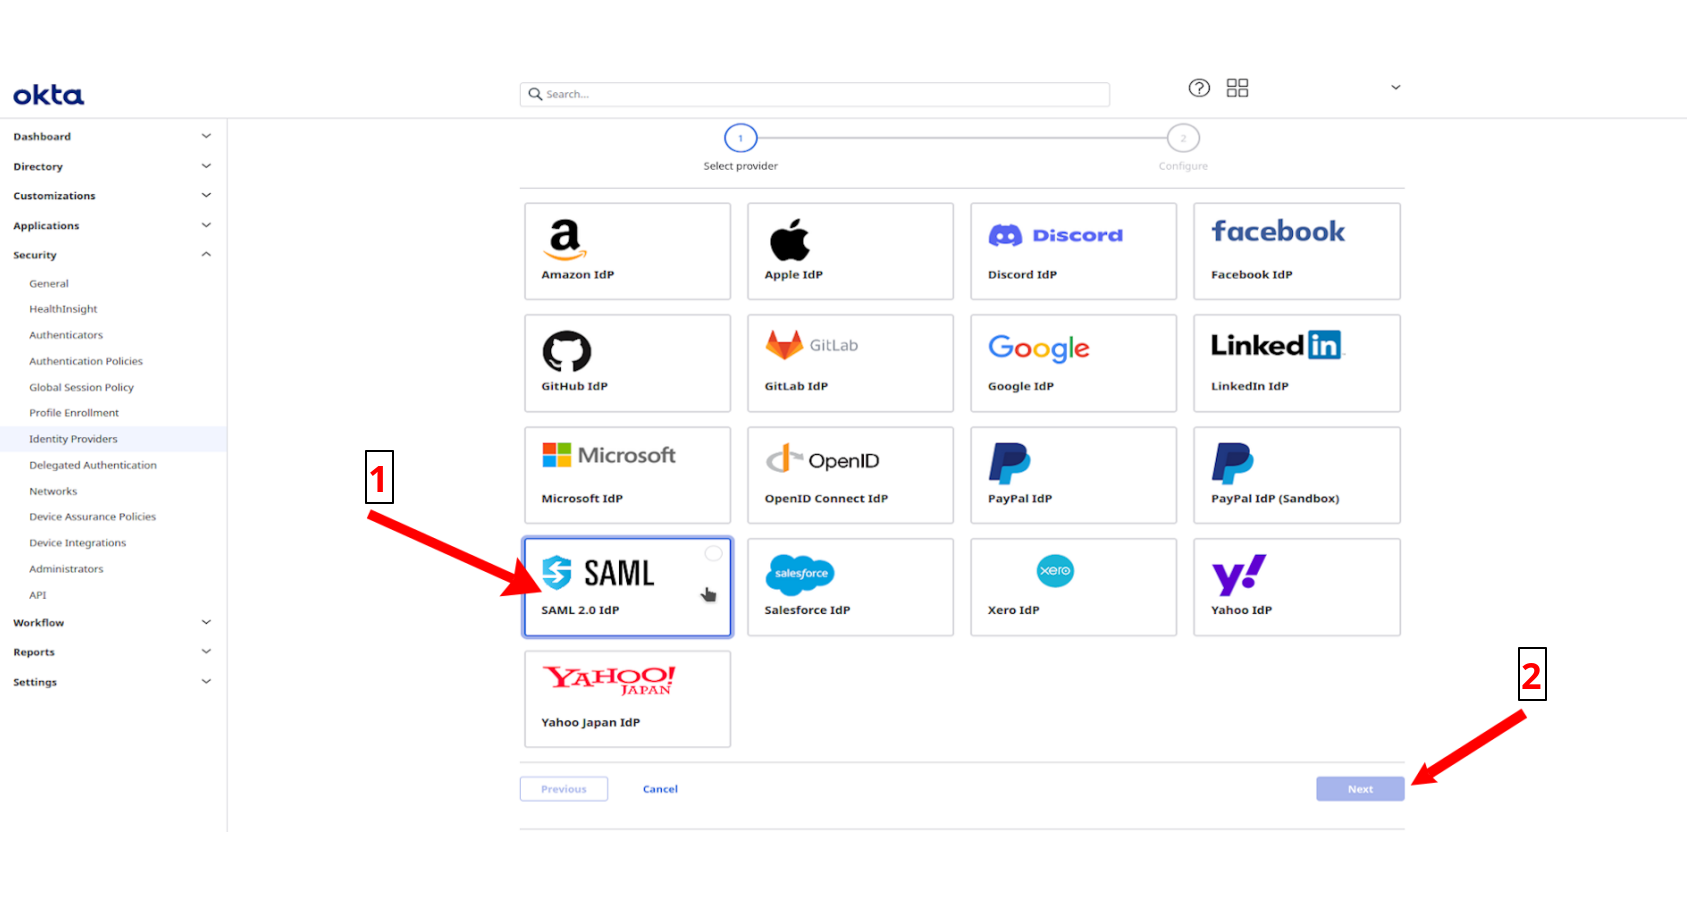 okta
Search...
Dashboard
Directory
Customizations
Applications
Security
General
HealthInsight
Authenticators
Authentication Policies
Global Session Policy
Profile Enrollment
Identity Providers
Delegated Authentication
Networks
Device Assurance Policies
Device Integrations
Administrators
API
Workflow
Reports
Settings
1
2
Select provider
Configure
a
Amazon IdP
Apple IdP
Discord
Discord IdP
facebook
Facebook IdP
GitHub IdP
GitLab
GitLab IdP
Google
Google IdP
Linked in
LinkedIn IdP
Microsoft
Microsoft IdP
OpenID
OpenID Connect IdP
PayPal IdP
PayPal IdP (Sandbox)
1
SAML
SAML 2.0 IdP
salesforce
Salesforce IdP
xero
Xero IdP
y!
Yahoo IdP
YAHOO!
JAPAN
Yahoo Japan IdP
2
Previous
Cancel
Next